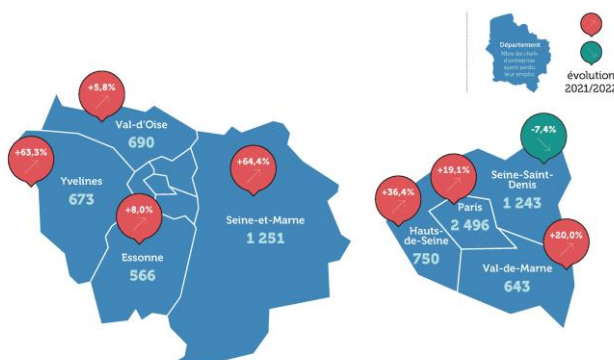 Département
Nbre de chefs
d'entreprise
ayant perdu
leur emploi
évolution
2021/2022
+5,8%
Val-d'Oise
690
+63,3%
Yvelines
673
+64,4%
Seine-et-Marne
1 251
+8,0%
Essonne
566
-7,4%
Seine-Saint-
Denis
1 243
+19,1%
Paris
2 496
+36,4%
Hauts-
de-Seine
750
+20,0%
Val-de-Marne
643